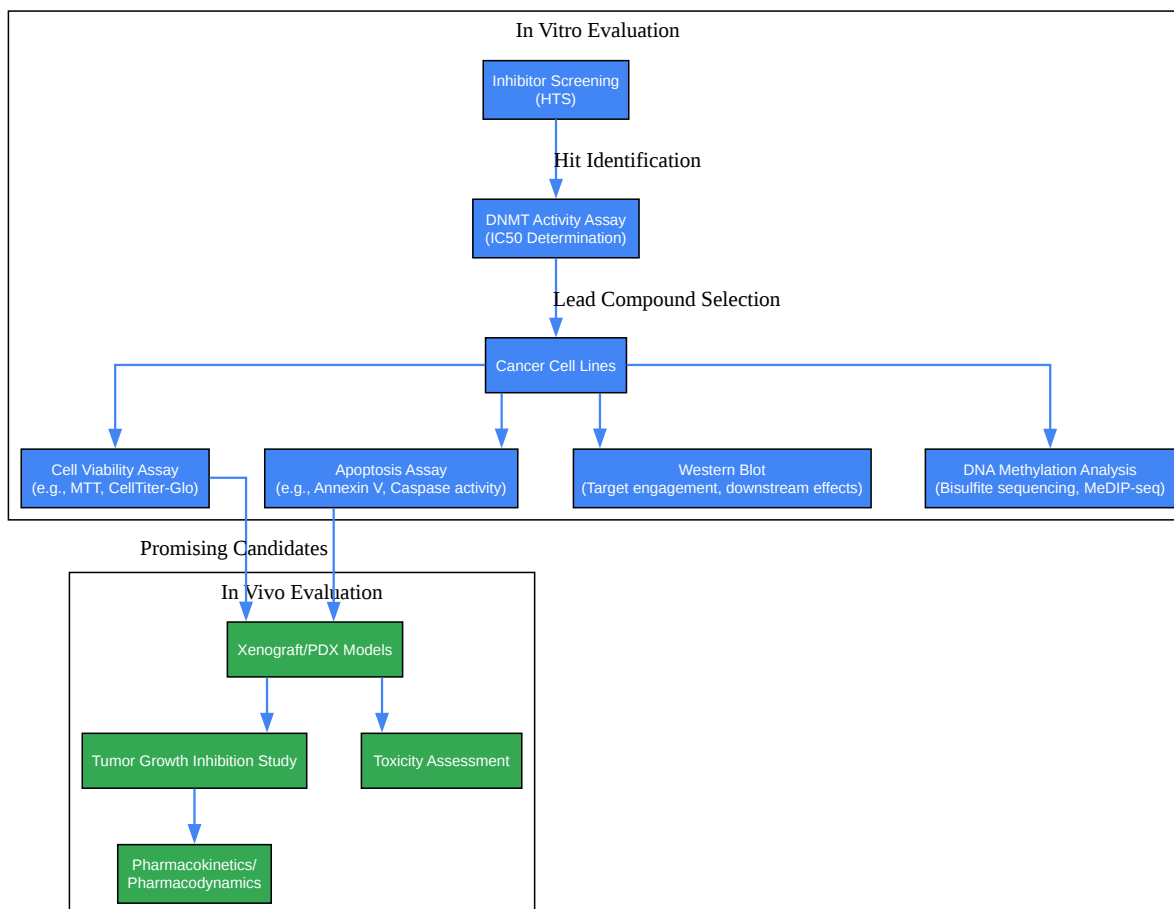 In Vitro Evaluation
Inhibitor Screening
(HTS)
Hit Identification
DNMT Activity Assay
(IC50 Determination)
Lead Compound Selection
Cancer Cell Lines
Cell Viability Assay
(e.g., MTT, CellTiter-Glo)
Apoptosis Assay
(e.g., Annexin V, Caspase activity)
Western Blot
(Target engagement, downstream effects)
DNA Methylation Analysis
(Bisulfite sequencing, MeDIP-seq)
Promising Candidates
In Vivo Evaluation
Xenograft/PDX Models
Tumor Growth Inhibition Study
Toxicity Assessment
Pharmacokinetics/
Pharmacodynamics